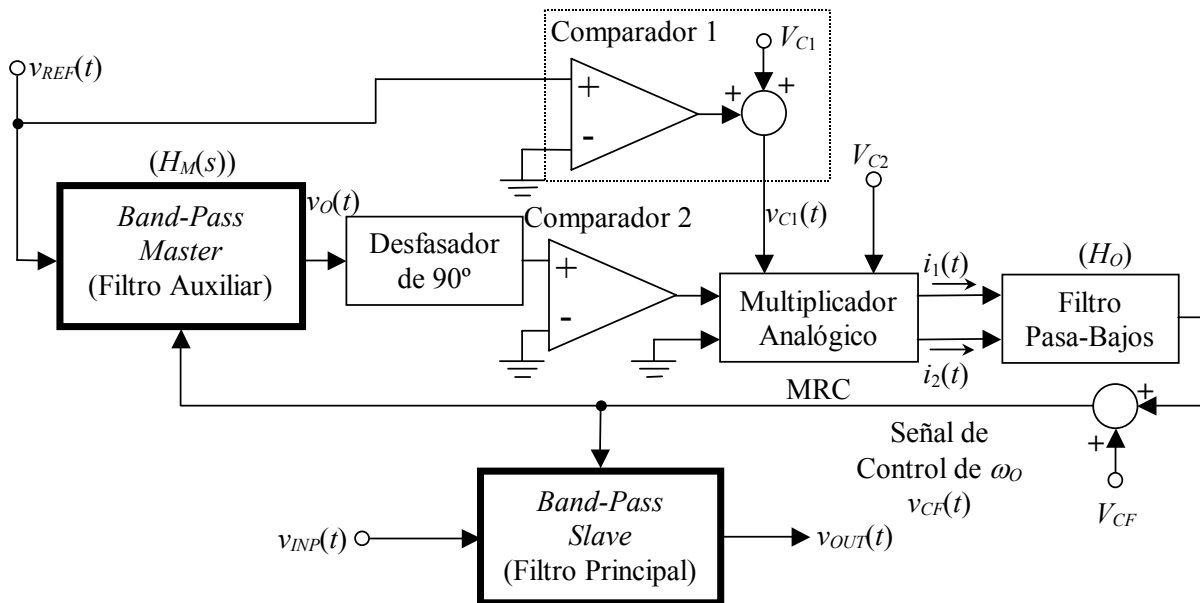 Comparador 1
V_C1
v_REF(t)
+
+
+
-
(H_M(s))
V_C2
v_O(t)
v_C1(t)
Band-Pass
Master
(Filtro Auxiliar)
Desfasador
de 90º
Comparador 2
+
-
Multiplicador
Analógico
i_1(t)
i_2(t)
(H_O)
Filtro
Pasa-Bajos
MRC
+
+
Señal de
Control de ω_O
v_CF(t)
V_CF
Band-Pass
Slave
(Filtro Principal)
v_INP(t)
v_OUT(t)